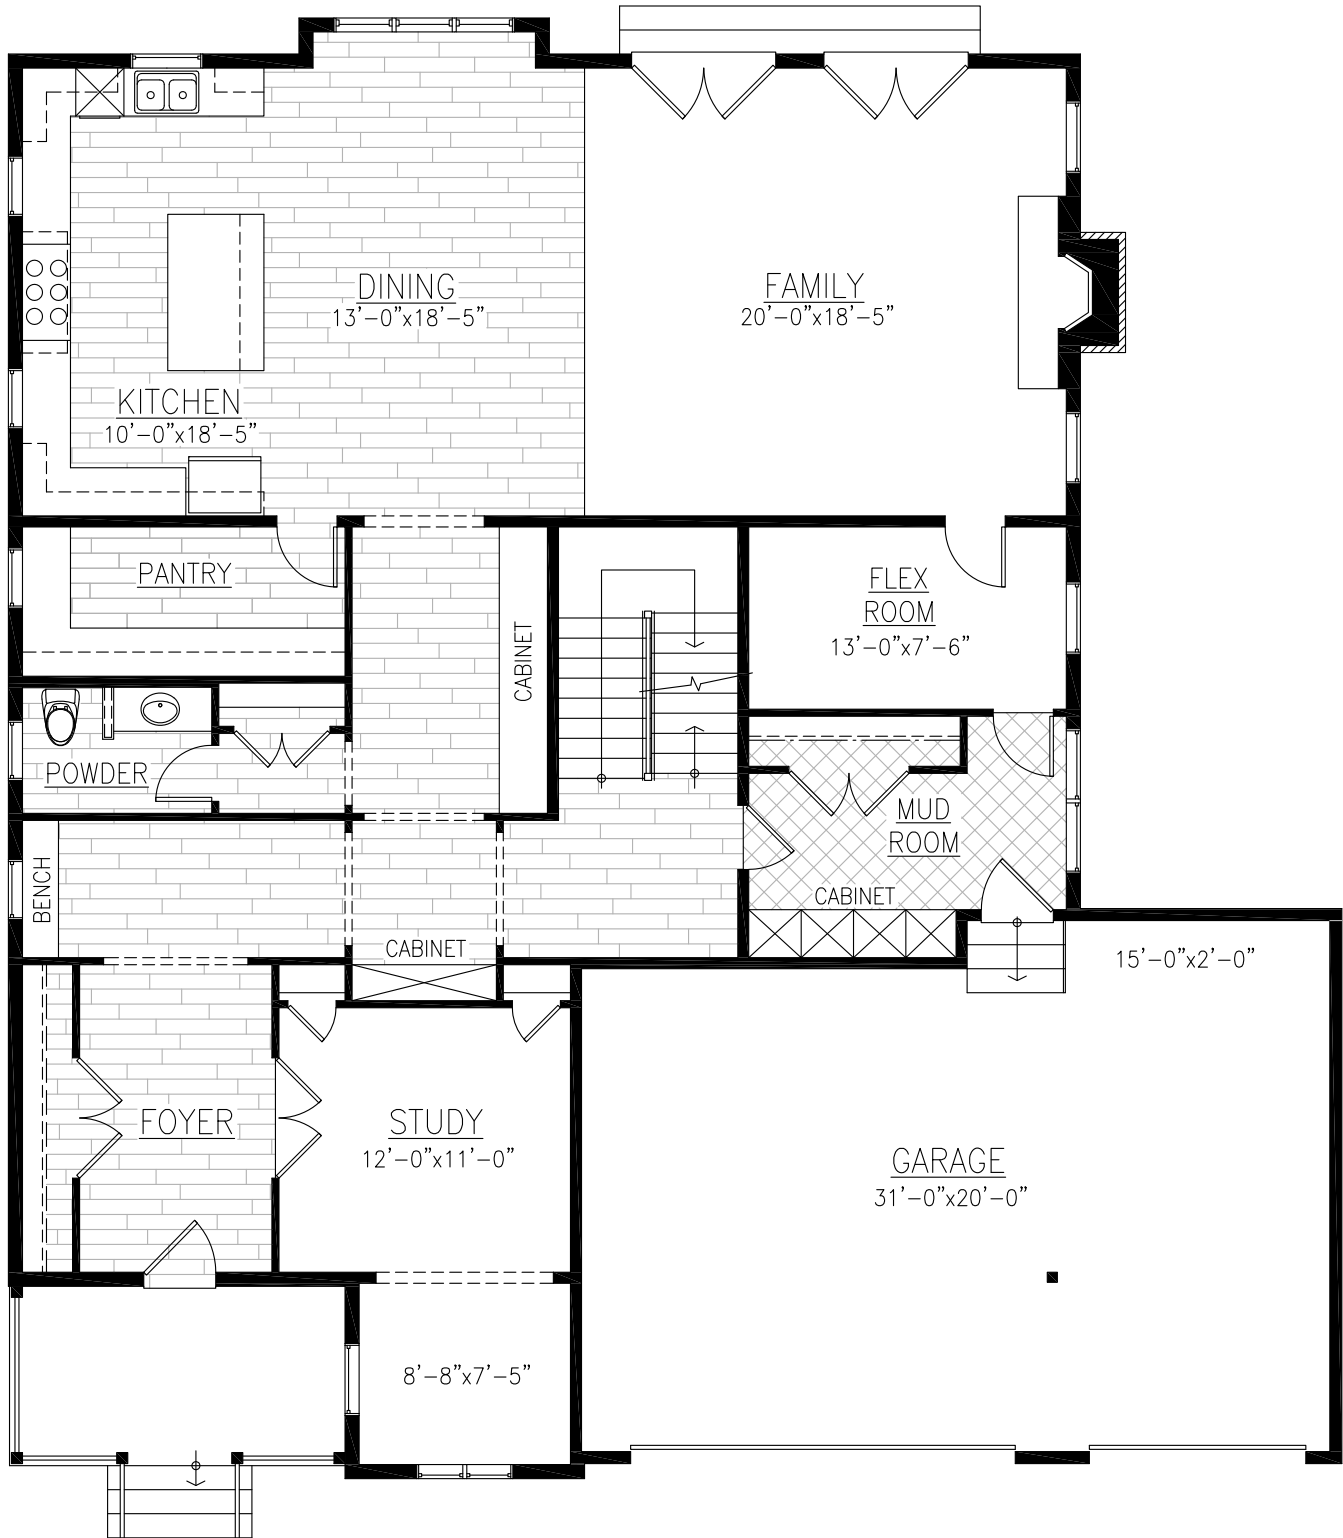 DINING
13'-0"x18'-5"
FAMILY
20'-0"x18'-5"
KITCHEN
10'-0"x18'-5"
PANTRY
FLEX
ROOM
13'-0"x7'-6"
CABINET
POWDER
MUD
ROOM
BENCH
CABINET
CABINET
15'-0"x2'-0"
FOYER
STUDY
12'-0"x11'-0"
GARAGE
31'-0"x20'-0"
8'-8"x7'-5"